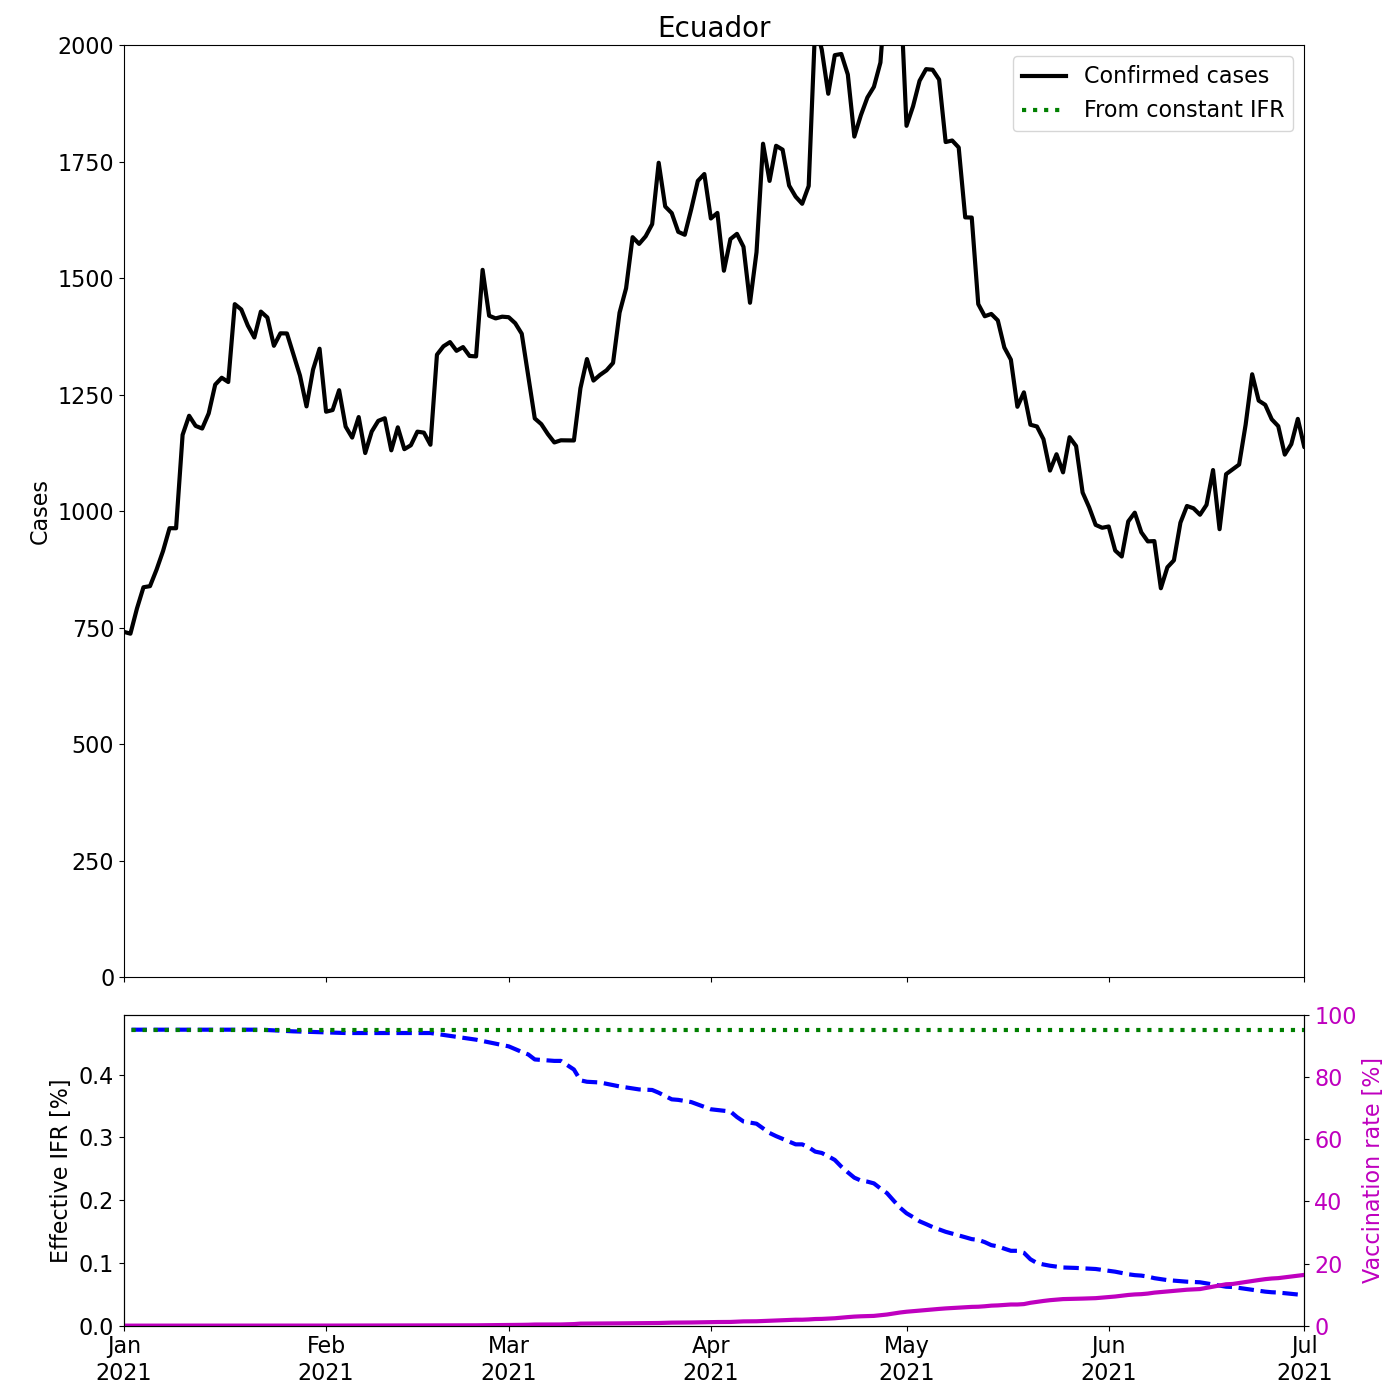 Ecuador
2000
1750
1500
1250
1000
750
500
250
0
Cases
Confirmed cases
From constant IFR
0.4
0.3
0.2
0.1
0.0
Effective IFR [%]
100
80
60
40
20
0
Vaccination rate [%]
Jan Feb Mar Apr May Jun Jul
2021 2021 2021 2021 2021 2021 2021